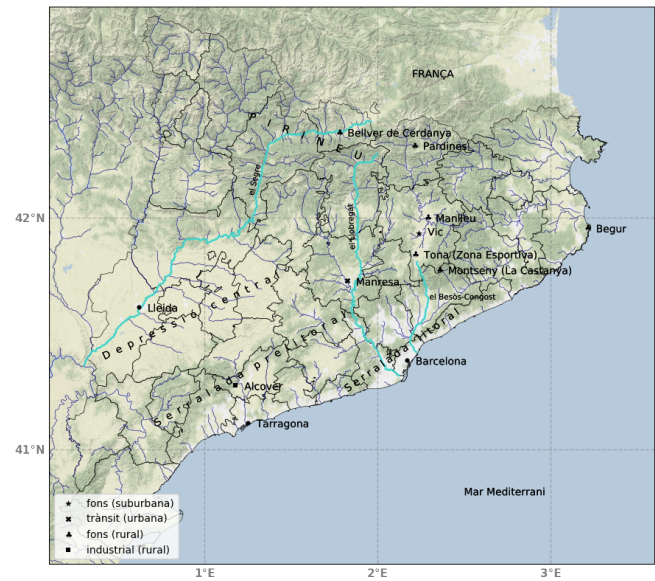 FRANÇA
PIRINEU
Bellver de Cerdanya
Pardines
el Segre
el Llobregat
42°N
Manlleu
Vic
Begur
Tona (Zona Esportiva)
Montseny (La Castanya)
Manresa
el Besòs-Congost
Lleida
Depressió central
Serralada prelitoral
Serralada litoral
Barcelona
Alcover
Tarragona
41°N
Mar Mediterrani
fons (suburbana)
trànsit (urbana)
fons (rural)
industrial (rural)
1°E
2°E
3°E